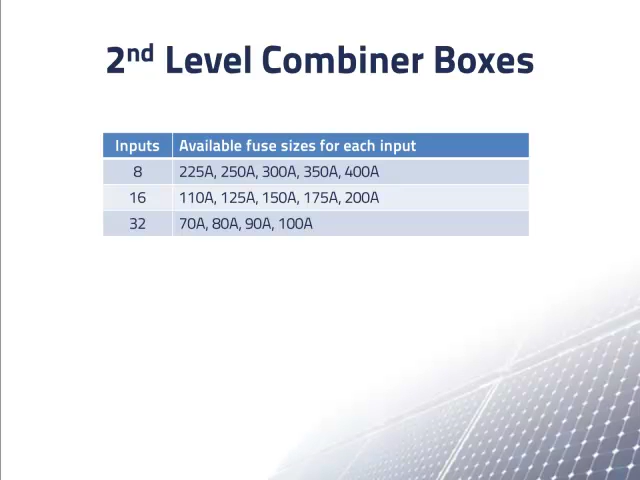 2nd Level Combiner Boxes
Inputs Available fuse sizes for each input
8 225A, 250A, 300A, 350A, 400A
16 110A, 125A, 150A, 175A, 200A
32 70A, 80A, 90A, 100A